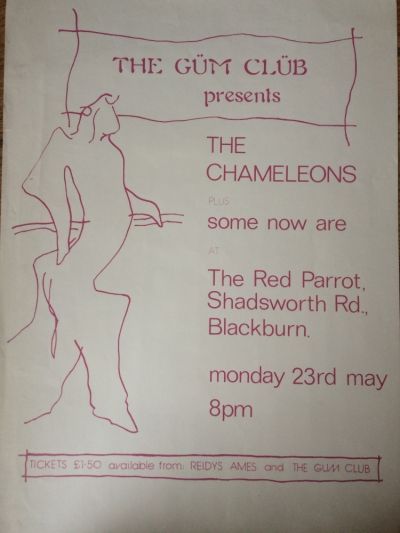 THE GÜM CLÜB
presents
THE
CHAMELEONS
PLUS
some now are
AT
The Red Parrot,
Shadsworth Rd.,
Blackburn.
monday 23rd may
8pm
TICKETS £1·50 available from: REIDYS AMES and THE GUM CLUB